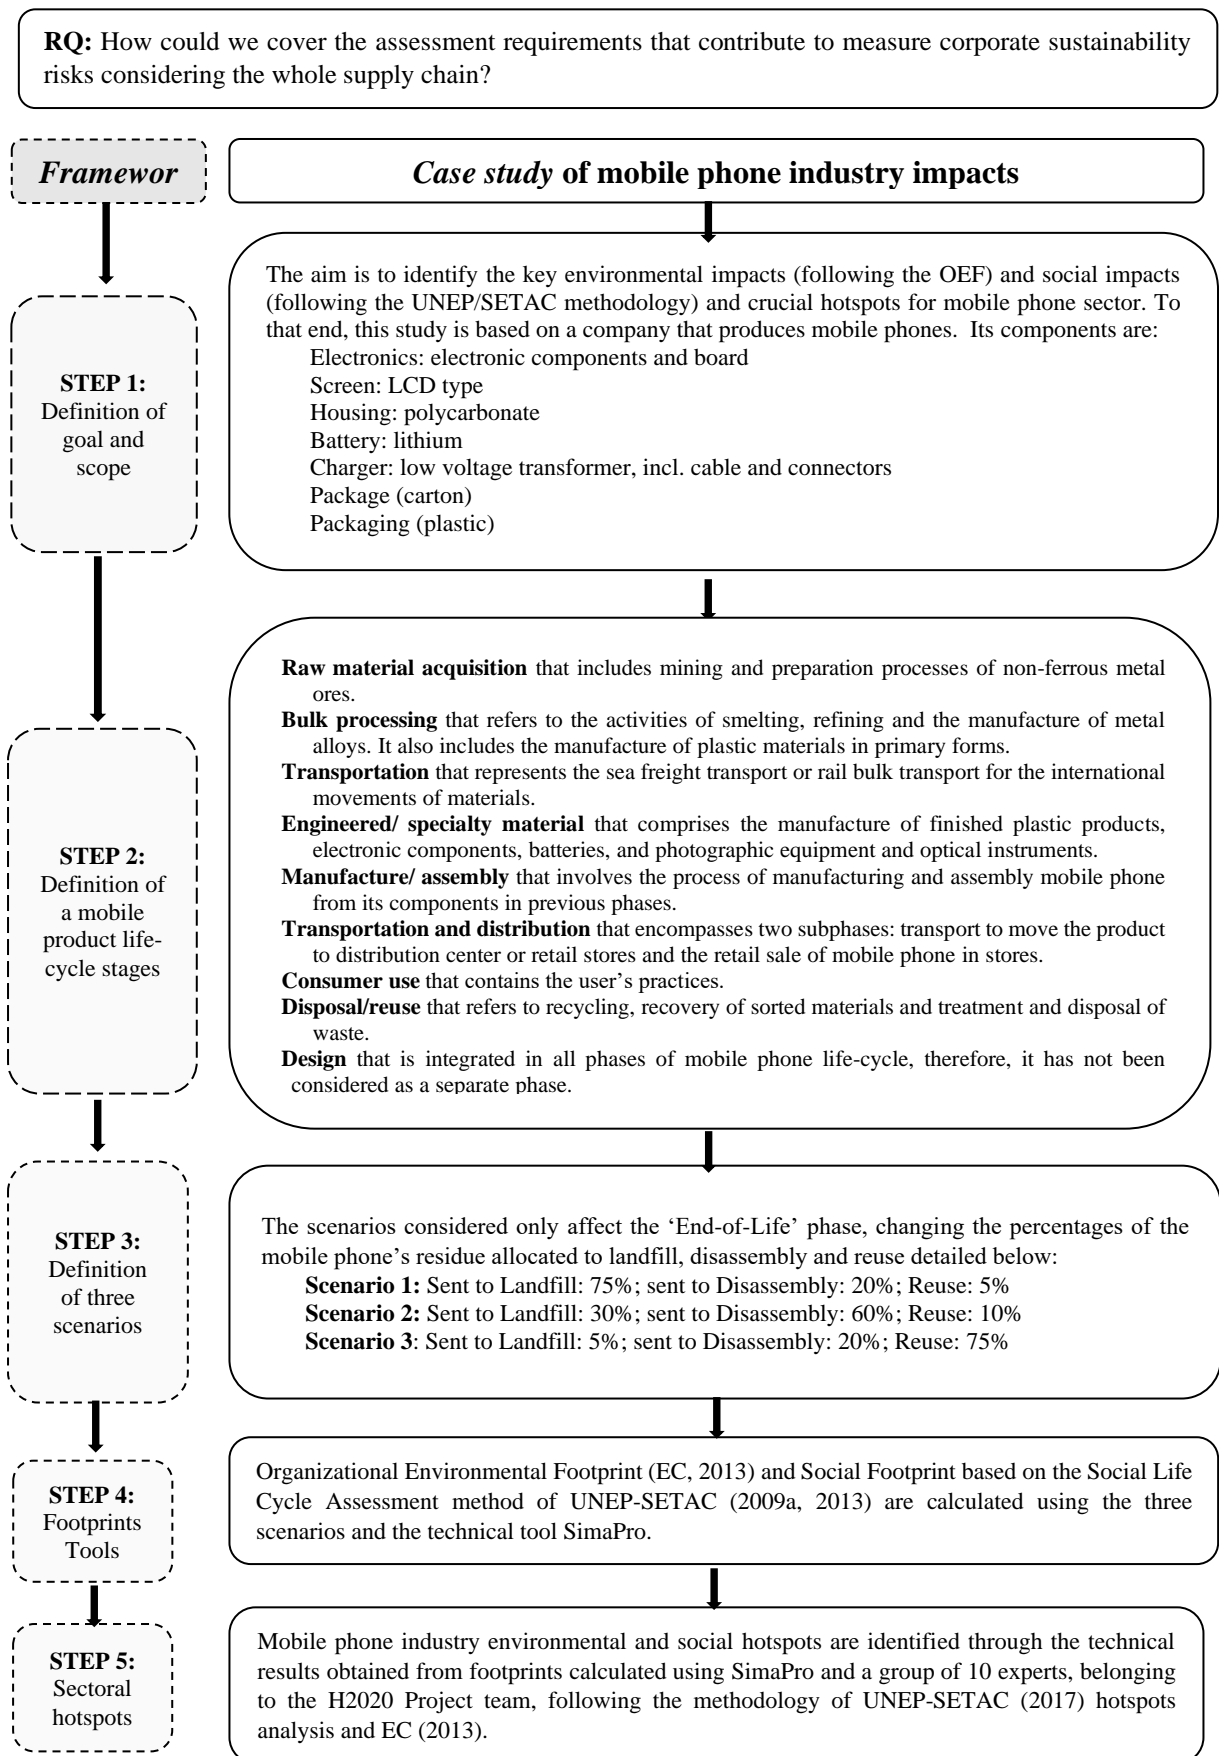 RQ: How could we cover the assessment requirements that contribute to measure corporate sustainability
risks considering the whole supply chain?
Framewor
Case study of mobile phone industry impacts
STEP 1:
Definition of
goal and
scope
The aim is to identify the key environmental impacts (following the OEF) and social impacts
(following the UNEP/SETAC methodology) and crucial hotspots for mobile phone sector. To
that end, this study is based on a company that produces mobile phones. Its components are:
Electronics: electronic components and board
Screen: LCD type
Housing: polycarbonate
Battery: lithium
Charger: low voltage transformer, incl. cable and connectors
Package (carton)
Packaging (plastic)
STEP 2:
Definition of
a mobile
product life-
cycle stages
Raw material acquisition that includes mining and preparation processes of non-ferrous metal
ores.
Bulk processing that refers to the activities of smelting, refining and the manufacture of metal
alloys. It also includes the manufacture of plastic materials in primary forms.
Transportation that represents the sea freight transport or rail bulk transport for the international
movements of materials.
Engineered/ specialty material that comprises the manufacture of finished plastic products,
electronic components, batteries, and photographic equipment and optical instruments.
Manufacture/ assembly that involves the process of manufacturing and assembly mobile phone
from its components in previous phases.
Transportation and distribution that encompasses two subphases: transport to move the product
to distribution center or retail stores and the retail sale of mobile phone in stores.
Consumer use that contains the user's practices.
Disposal/reuse that refers to recycling, recovery of sorted materials and treatment and disposal of
waste.
Design that is integrated in all phases of mobile phone life-cycle, therefore, it has not been
considered as a separate phase.
STEP 3:
Definition
of three
scenarios
The scenarios considered only affect the ‘End-of-Life’ phase, changing the percentages of the
mobile phone’s residue allocated to landfill, disassembly and reuse detailed below:
Scenario 1: Sent to Landfill: 75%; sent to Disassembly: 20%; Reuse: 5%
Scenario 2: Sent to Landfill: 30%; sent to Disassembly: 60%; Reuse: 10%
Scenario 3: Sent to Landfill: 5%; sent to Disassembly: 20%; Reuse: 75%
STEP 4:
Footprints
Tools
Organizational Environmental Footprint (EC, 2013) and Social Footprint based on the Social Life
Cycle Assessment method of UNEP-SETAC (2009a, 2013) are calculated using the three
scenarios and the technical tool SimaPro.
STEP 5:
Sectoral
hotspots
Mobile phone industry environmental and social hotspots are identified through the technical
results obtained from footprints calculated using SimaPro and a group of 10 experts, belonging
to the H2020 Project team, following the methodology of UNEP-SETAC (2017) hotspots
analysis and EC (2013).